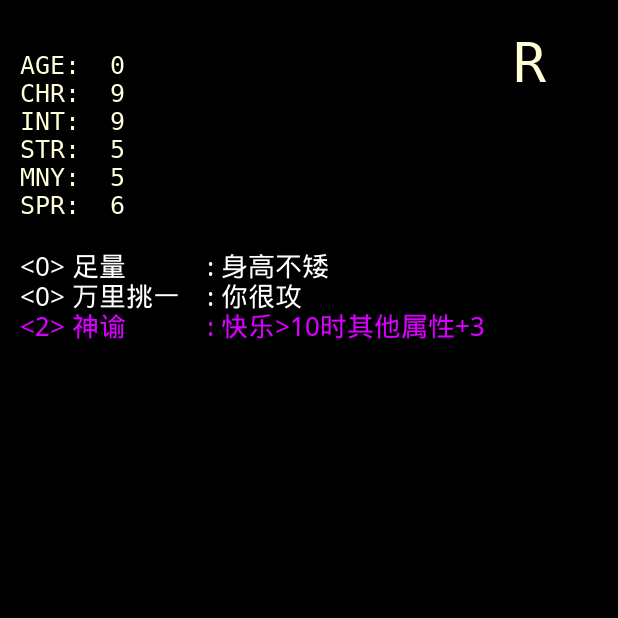 R
AGE: 0
CHR: 9
INT: 9
STR: 5
MNY: 5
SPR: 6
<0> 足量 : 身高不矮
<0> 万里挑一 : 你很攻
<2> 神谕 : 快乐>10时其他属性+3